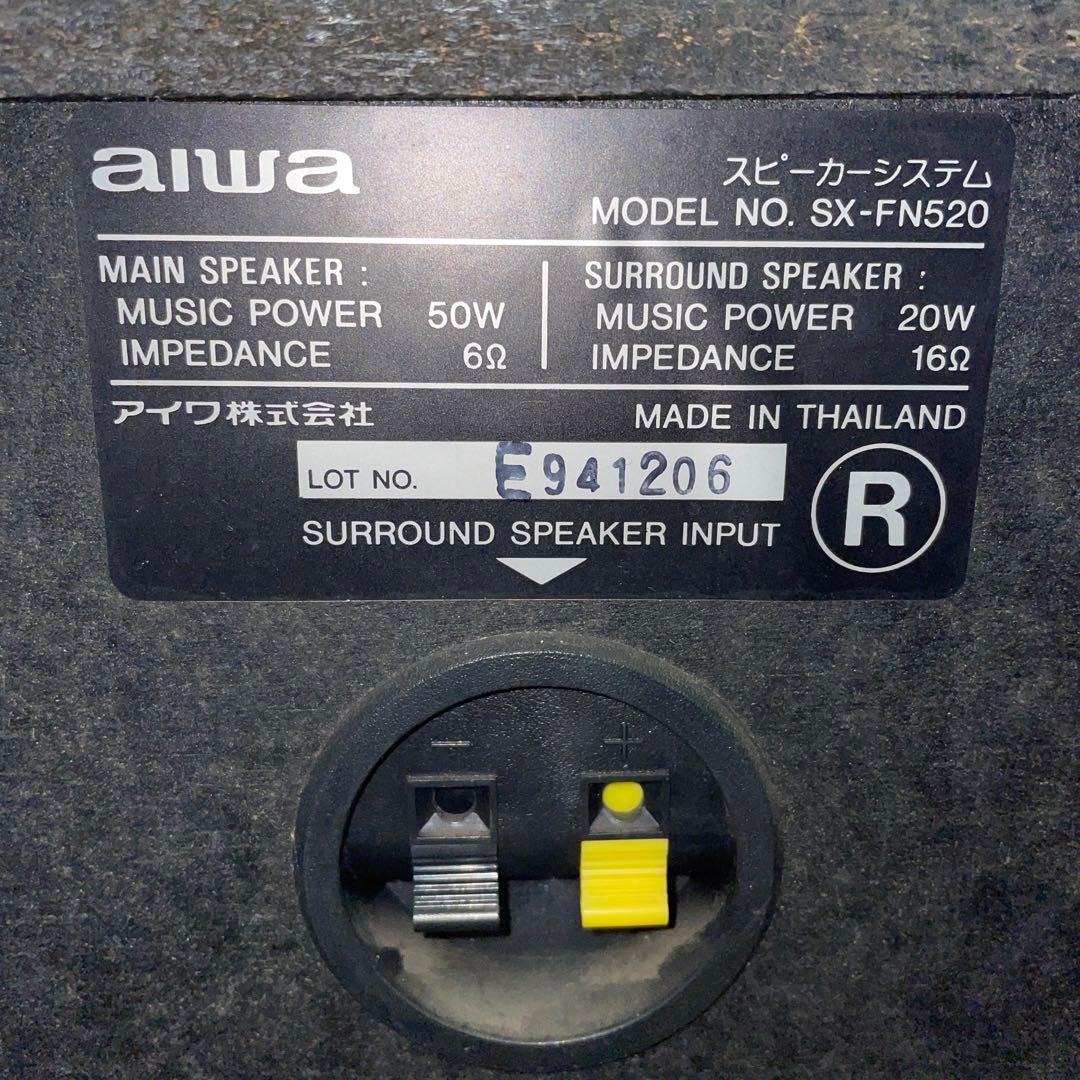 aiwa
スピーカーシステム
MODEL NO. SX-FN520
MAIN SPEAKER :
MUSIC POWER 50W
IMPEDANCE 6Ω
SURROUND SPEAKER :
MUSIC POWER 20W
IMPEDANCE 16Ω
アイワ株式会社
MADE IN THAILAND
LOT NO. E941206
R
SURROUND SPEAKER INPUT
− +